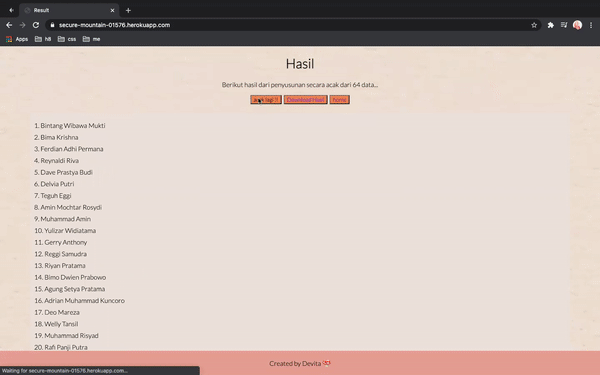 Result
secure-mountain-01576.herokuapp.com
Apps h8 css me
Hasil
Berikut hasil dari penyusunan secara acak dari 64 data...
acak lagi !! Download Hasil home
1. Bintang Wibawa Mukti
2. Bima Krishna
3. Ferdian Adhi Permana
4. Reynaldi Riva
5. Dave Prastya Budi
6. Delvia Putri
7. Teguh Eggi
8. Amin Mochtar Rosydi
9. Muhammad Amin
10. Yulizar Widiatama
11. Gerry Anthony
12. Reggi Samudra
13. Riyan Pratama
14. Bimo Dwien Prabowo
15. Agung Setya Pratama
16. Adrian Muhammad Kuncoro
17. Deo Mareza
18. Welly Tansil
19. Muhammad Risyad
20. Rafi Panji Putra
Created by Devita
Waiting for secure-mountain-01576.herokuapp.com...